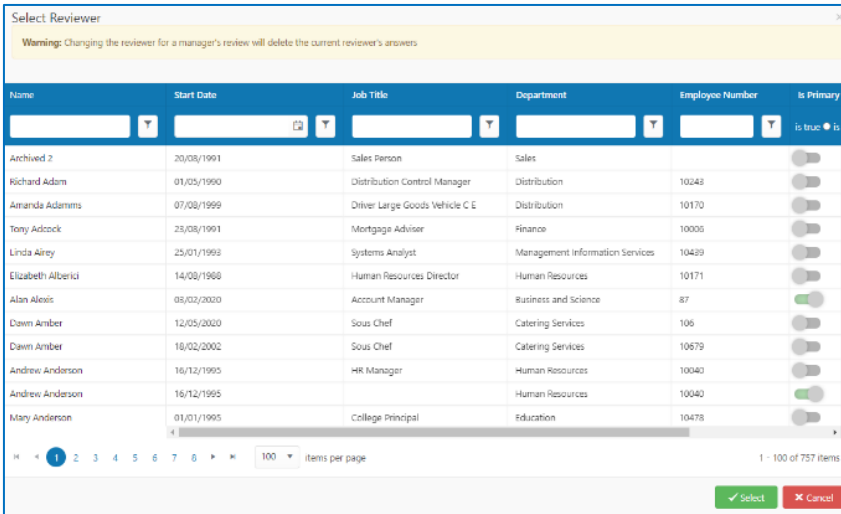 Select Reviewer
Warning: Changing the reviewer for a manager's review will delete the current reviewer's answers
Name Start Date Job Title Department Employee Number Is Primary
is true is
Archived 2 20/08/1991 Sales Person Sales
Richard Adam 01/05/1990 Distribution Control Manager Distribution 10243
Amanda Adamms 07/08/1999 Driver Large Goods Vehicle C E Distribution 10170
Tony Adcock 23/08/1991 Mortgage Adviser Finance 10006
Linda Airey 25/01/1993 Systems Analyst Management Information Services 10439
Elizabeth Alberici 14/08/1988 Human Resources Director Human Resources 10171
Alan Alexis 03/02/2020 Account Manager Business and Science 87
Dawn Amber 12/05/2020 Sous Chef Catering Services 106
Dawn Amber 18/02/2002 Sous Chef Catering Services 10679
Andrew Anderson 16/12/1995 HR Manager Human Resources 10040
Andrew Anderson 16/12/1995 Human Resources 10040
Mary Anderson 01/01/1995 College Principal Education 10478
1 2 3 4 5 6 7 8 100 items per page 1 - 100 of 757 items
Select Cancel